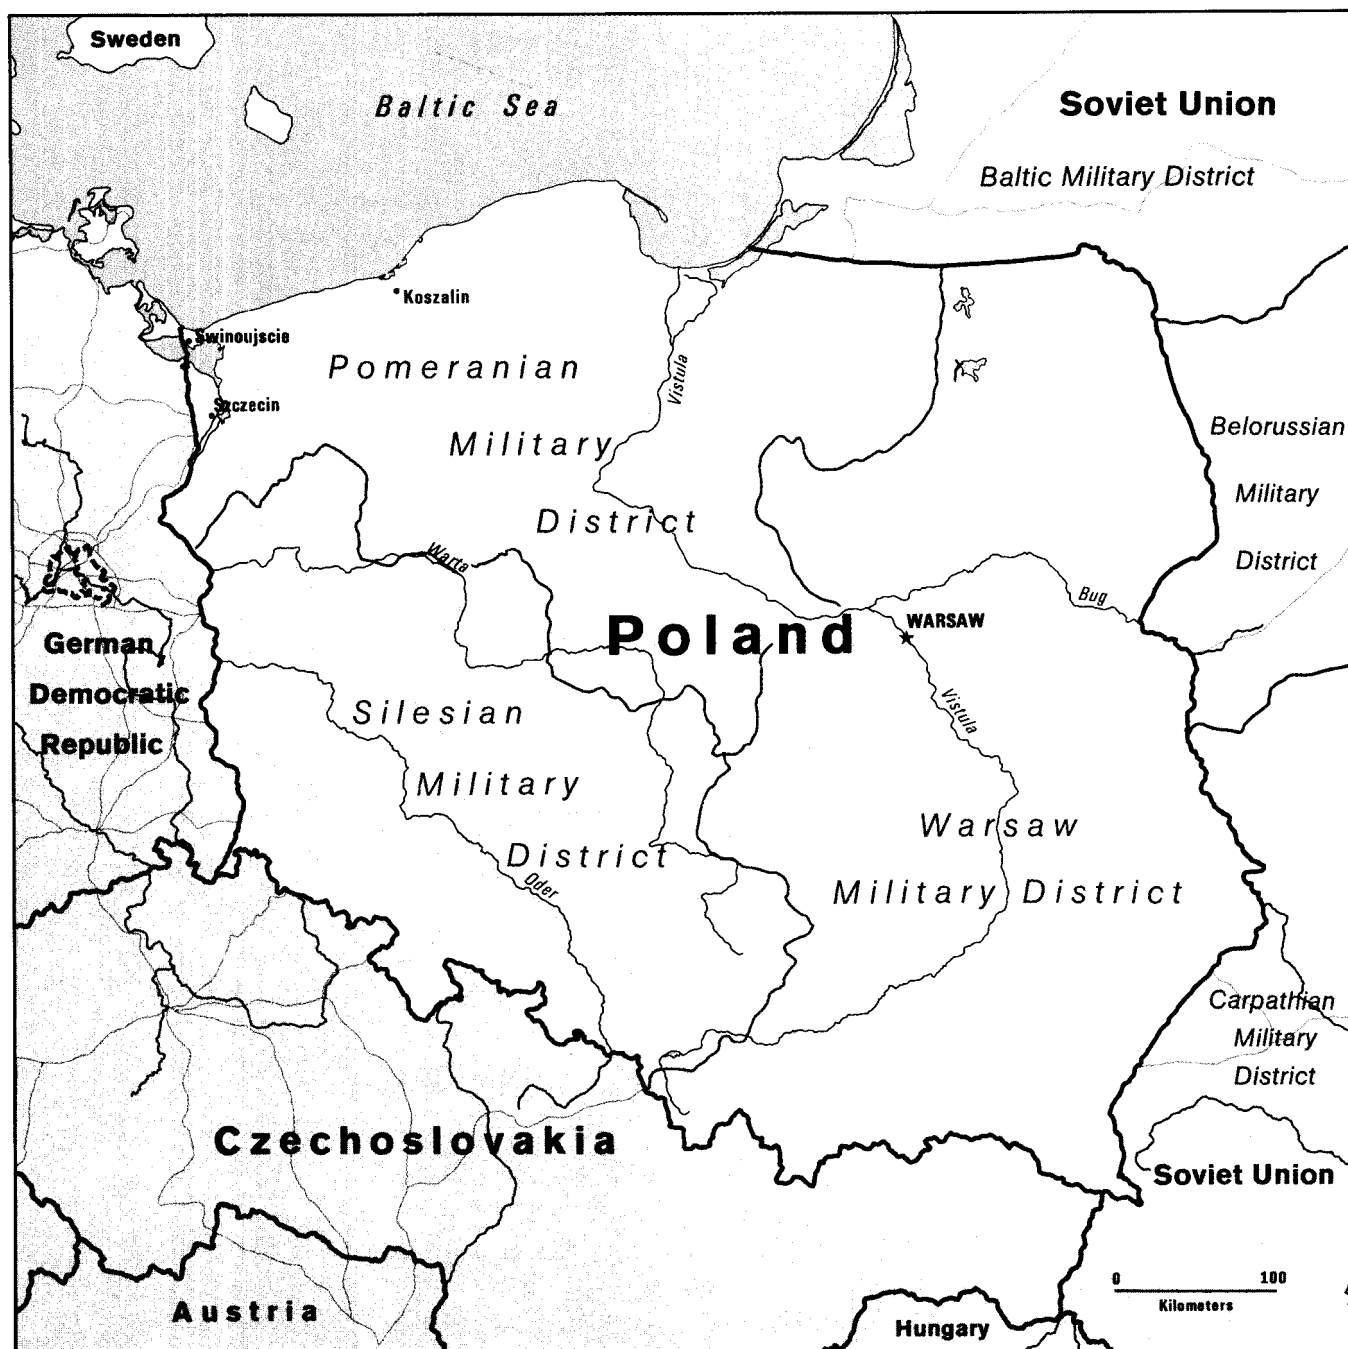 Sweden
Baltic Sea
Soviet Union
Baltic Military District
Koszalin
Swinoujscie
Pomeranian
Vistula
Szczecin
Belorussian
Military
Military
District
District
Warta
Bug
Poland
WARSAW
German
Democratic
Republic
Silesian
Vistula
Military
Warsaw
District
Oder
Military District
Carpathian
Military
District
Czechoslovakia
Soviet Union
0 100
Kilometers
Austria
Hungary